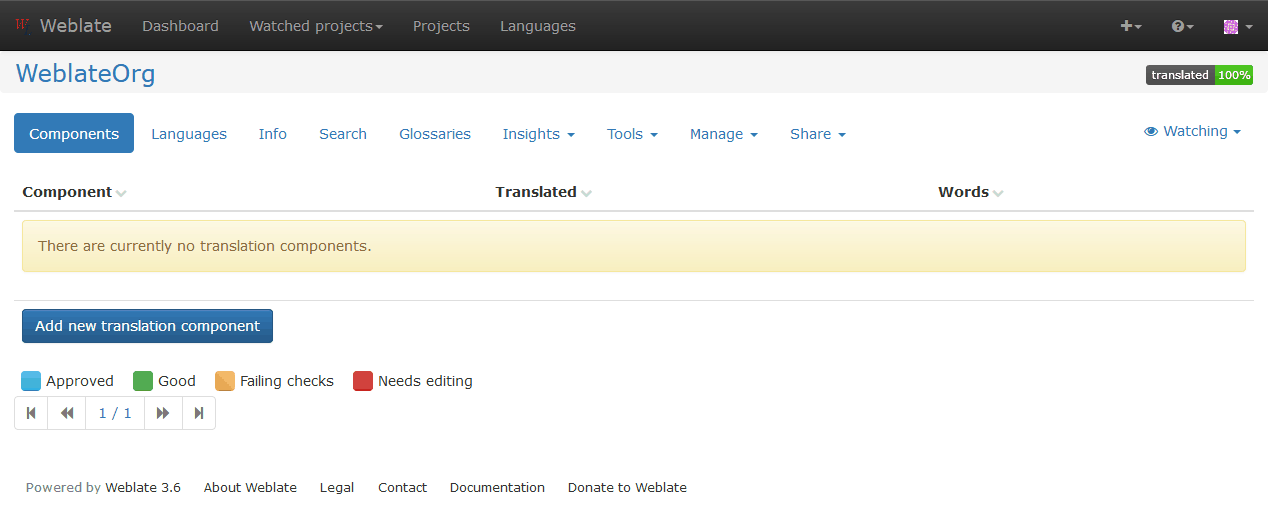 Weblate Dashboard Watched projects Projects Languages
WeblateOrg translated 100%
Components Languages Info Search Glossaries Insights Tools Manage Share Watching
Component Translated Words
There are currently no translation components.
Add new translation component
Approved Good Failing checks Needs editing
1 / 1
Powered by Weblate 3.6 About Weblate Legal Contact Documentation Donate to Weblate